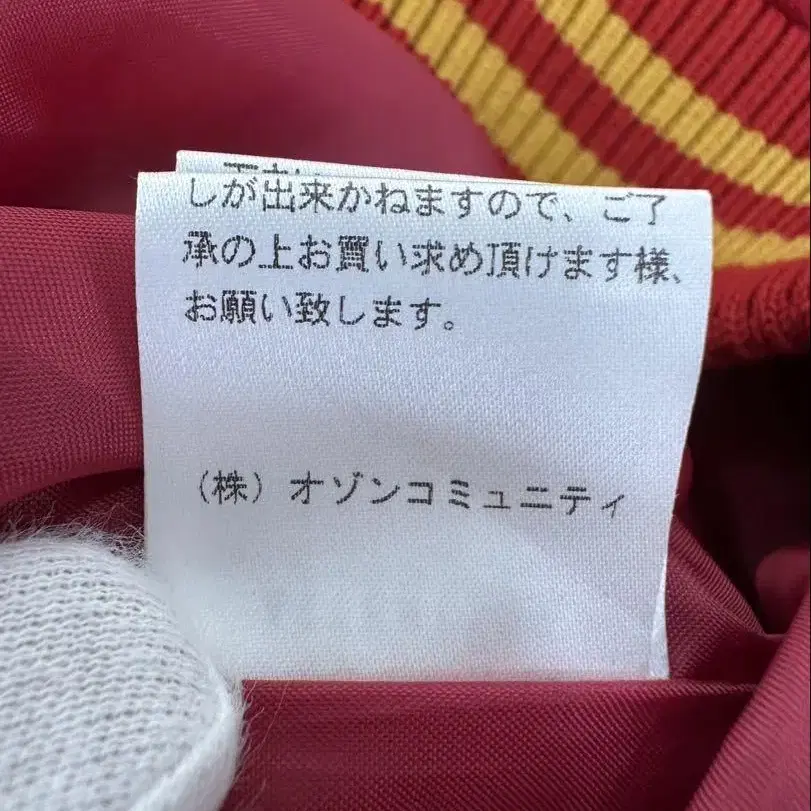 しが出来かねますので、ご了
承の上お買い求め頂けます様、
お願い致します。
（株）オゾンコミュニティ